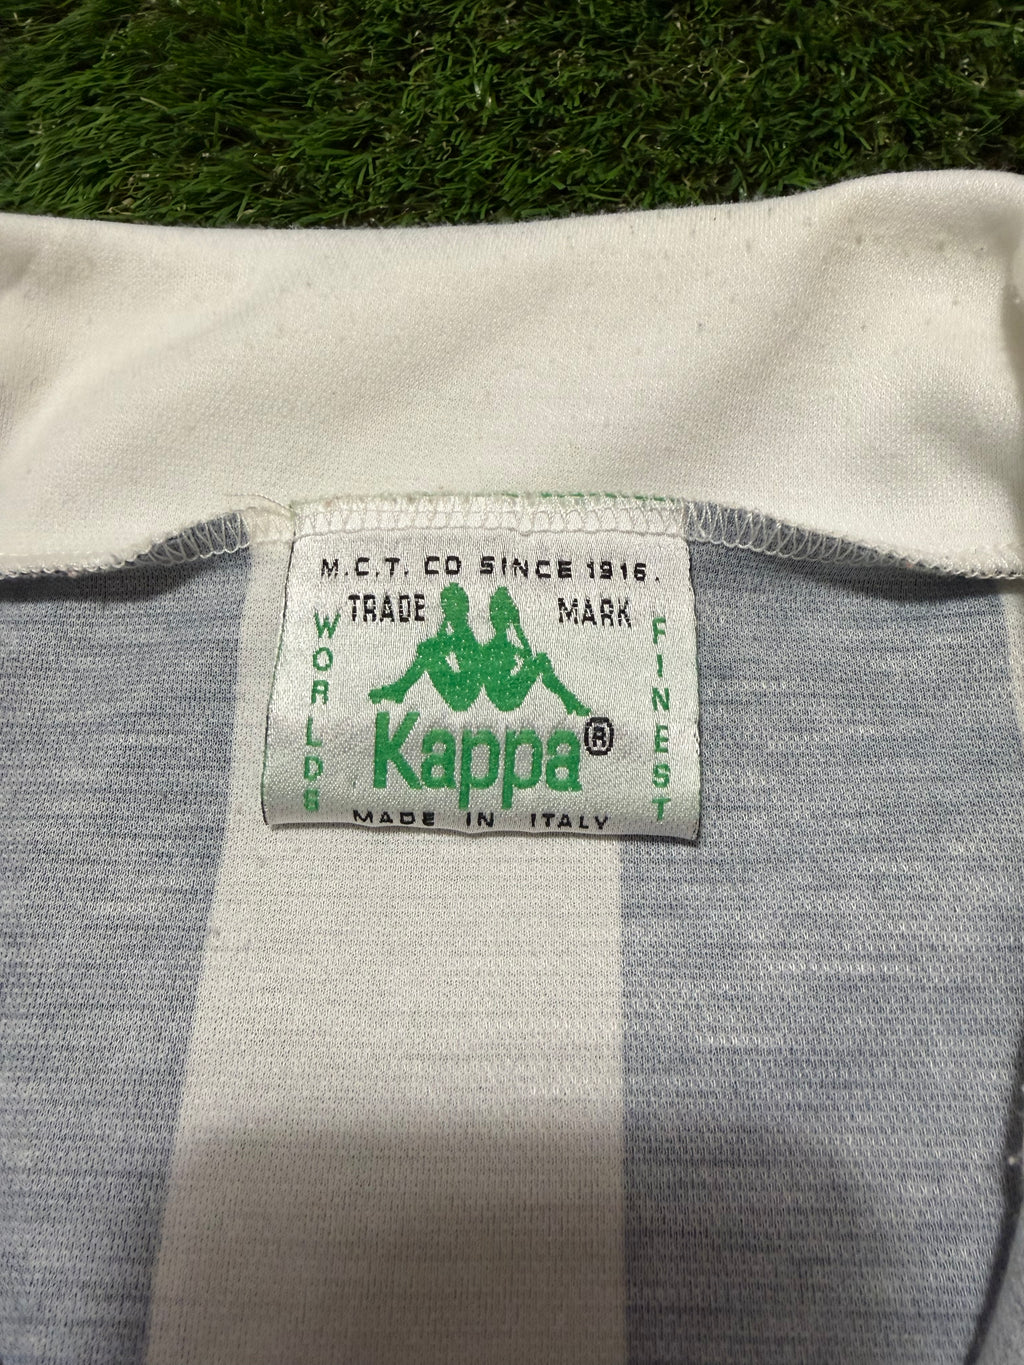 M.C.T. CO SINCE 1916.
TRADE MARK
WORLDS
FINEST
Kappa®
MADE IN ITALY